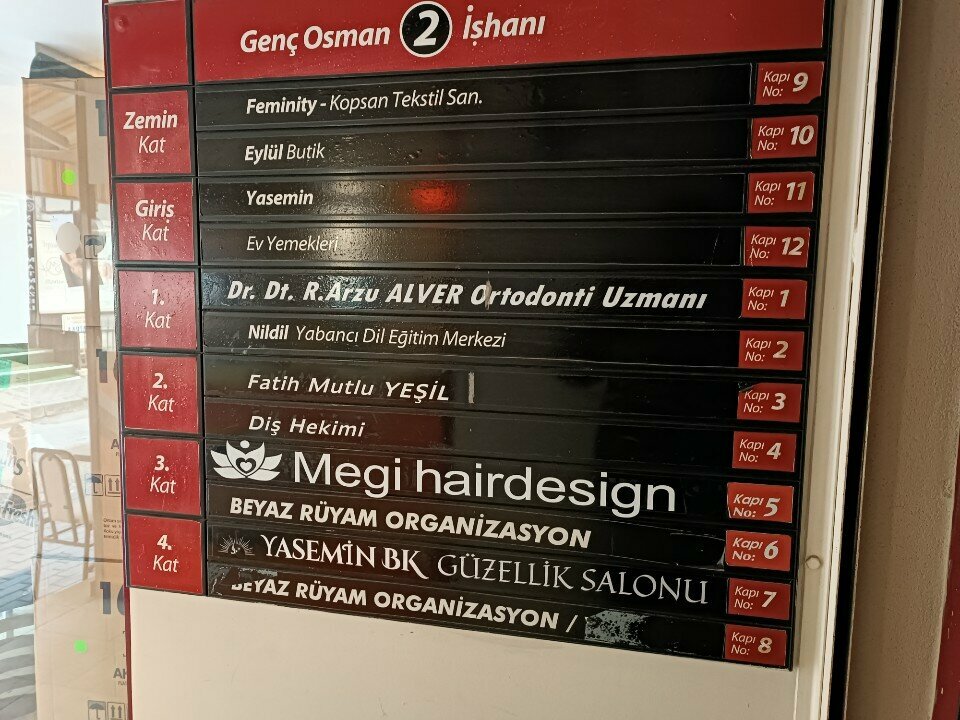 Genç Osman 2 İşhanı
Zemin Kat
Feminity - Kopsan Tekstil San.
Kapı No: 9
Eylül Butik
Kapı No: 10
Giriş Kat
Yasemin
Kapı No: 11
Ev Yemekleri
Kapı No: 12
1. Kat
Dr. Dt. R.Arzu ALVER Ortodonti Uzmanı
Kapı No: 1
Nildil Yabancı Dil Eğitim Merkezi
Kapı No: 2
2. Kat
Fatih Mutlu YEŞİL
Kapı No: 3
Diş Hekimi
Kapı No: 4
3. Kat
Megi hairdesign
Kapı No: 5
BEYAZ RÜYAM ORGANİZASYON
Kapı No: 6
4. Kat
YASEMİN BK GÜZELLİK SALONU
Kapı No: 7
BEYAZ RÜYAM ORGANİZASYON /
Kapı No: 8